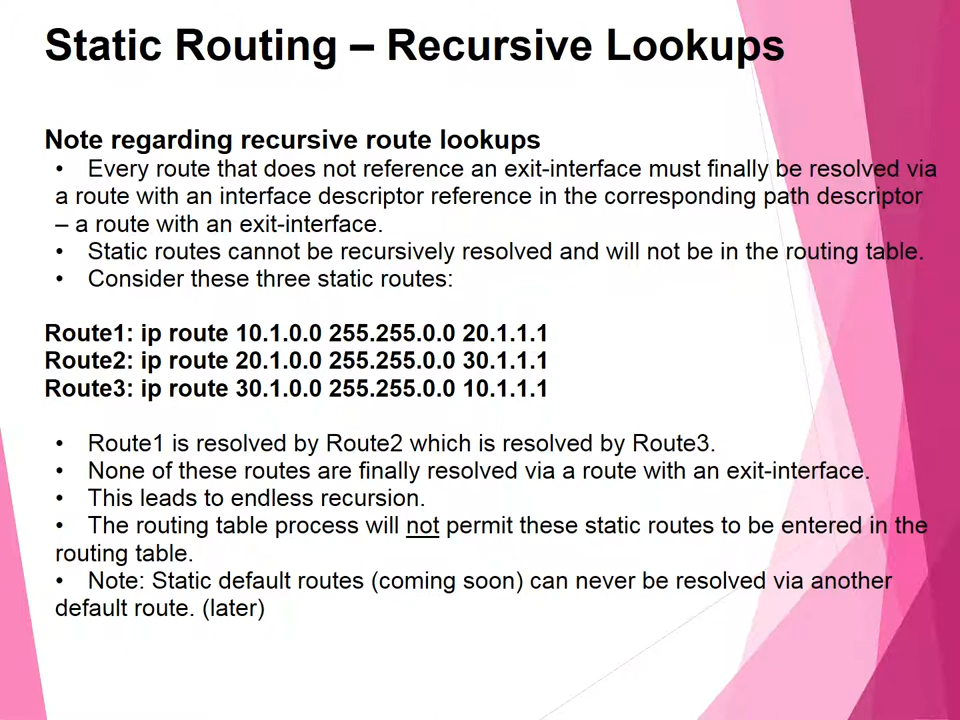 Static Routing – Recursive Lookups
Note regarding recursive route lookups
• Every route that does not reference an exit-interface must finally be resolved via
a route with an interface descriptor reference in the corresponding path descriptor
– a route with an exit-interface.
• Static routes cannot be recursively resolved and will not be in the routing table.
• Consider these three static routes:
Route1: ip route 10.1.0.0 255.255.0.0 20.1.1.1
Route2: ip route 20.1.0.0 255.255.0.0 30.1.1.1
Route3: ip route 30.1.0.0 255.255.0.0 10.1.1.1
• Route1 is resolved by Route2 which is resolved by Route3.
• None of these routes are finally resolved via a route with an exit-interface.
• This leads to endless recursion.
• The routing table process will not permit these static routes to be entered in the
routing table.
• Note: Static default routes (coming soon) can never be resolved via another
default route. (later)